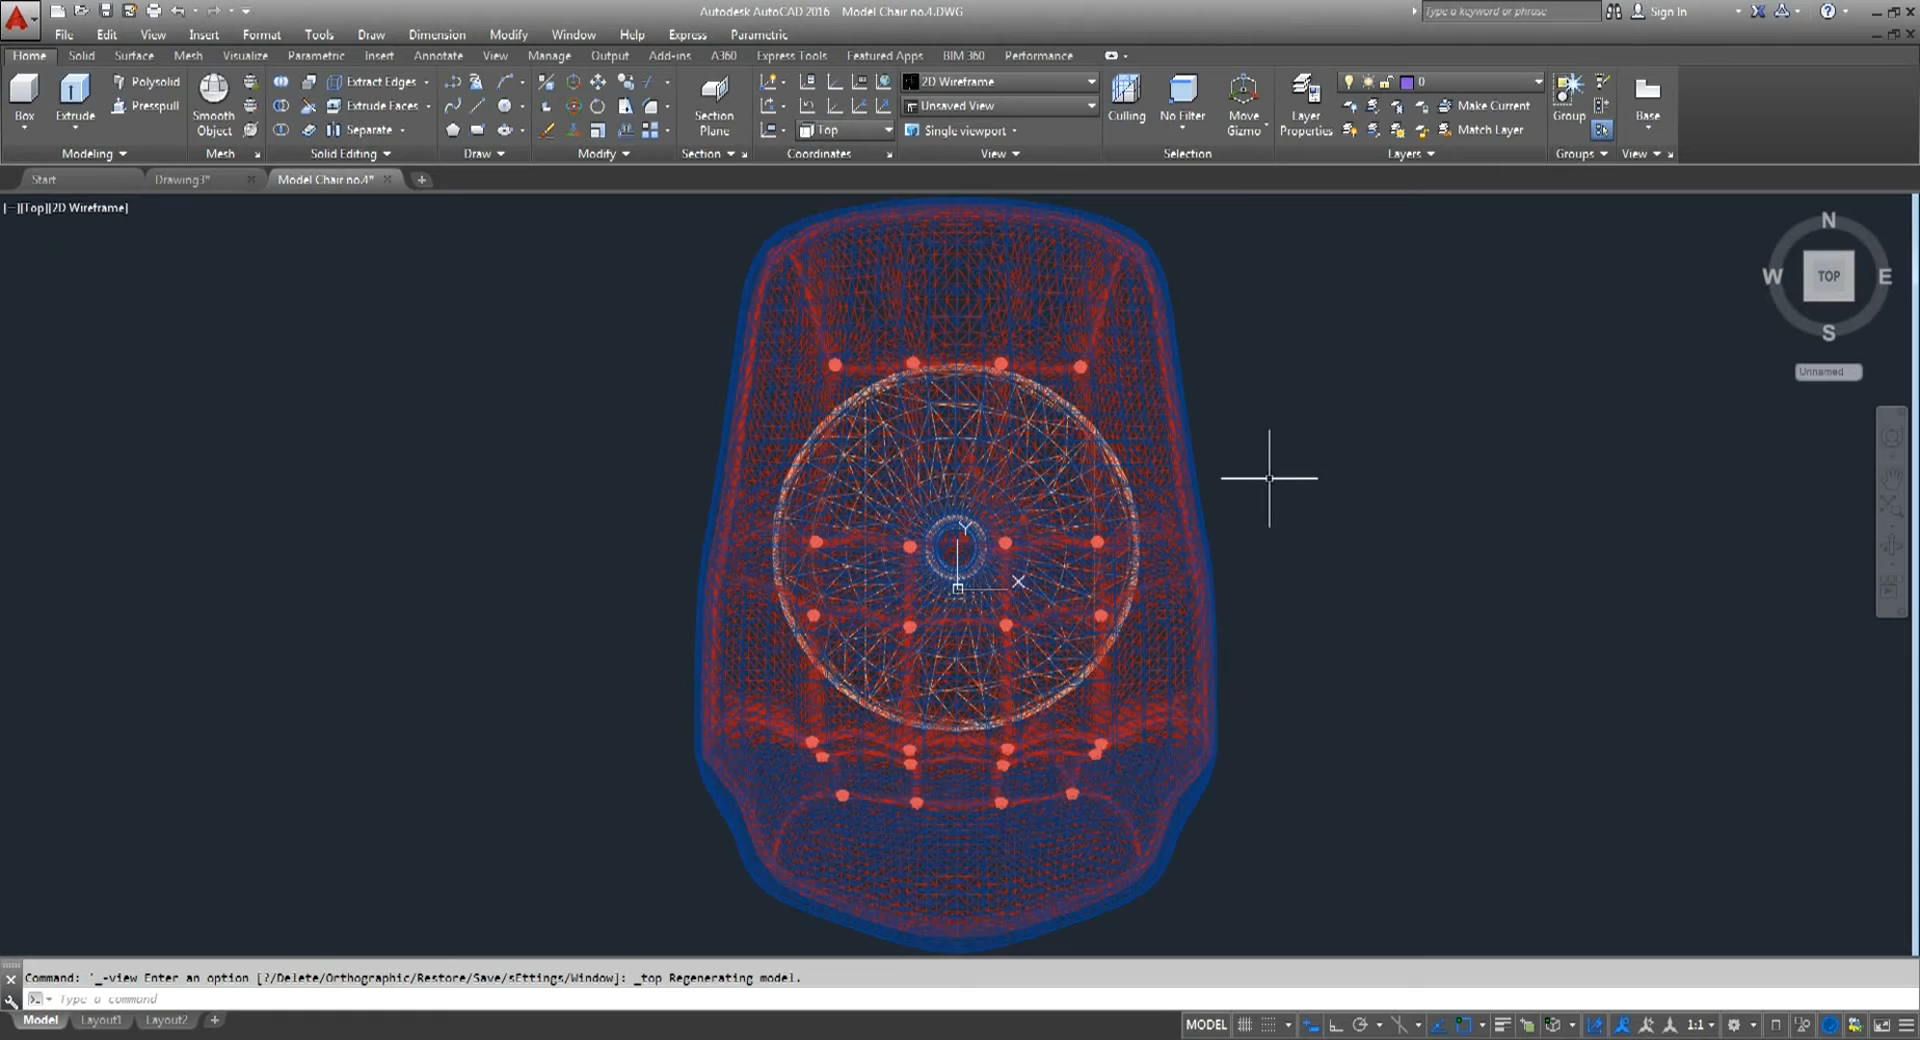 Autodesk AutoCAD 2016 Model Chair no.4.DWG
Type a keyword or phrase
Sign In
File Edit View Insert Format Tools Draw Dimension Modify Window Help Express Parametric
Home Solid Surface Mesh Visualize Parametric Insert Annotate View Manage Output Add-ins A360 Express Tools Featured Apps BIM 360 Performance
Polysolid
Presspull
Box
Extrude
Smooth
Object
Extract Edges
Extrude Faces
Separate
Section
Plane
Top
2D Wireframe
Unsaved View
Single viewport
Culling
No Filter
Move
Gizmo
Layer
Properties
0
Make Current
Match Layer
Group
Base
Modeling Mesh Solid Editing Draw Modify Section Coordinates View Selection Layers Groups View
Start Drawing3* Model Chair no.4*
[−][Top][2D Wireframe]
N
W TOP E
S
Unnamed
Y
X
Command: '_-view Enter an option [?/Delete/Orthographic/Restore/Save/sEttings/Window]: _top Regenerating model.
Type a command
Model Layout1 Layout2 +
MODEL
1:1